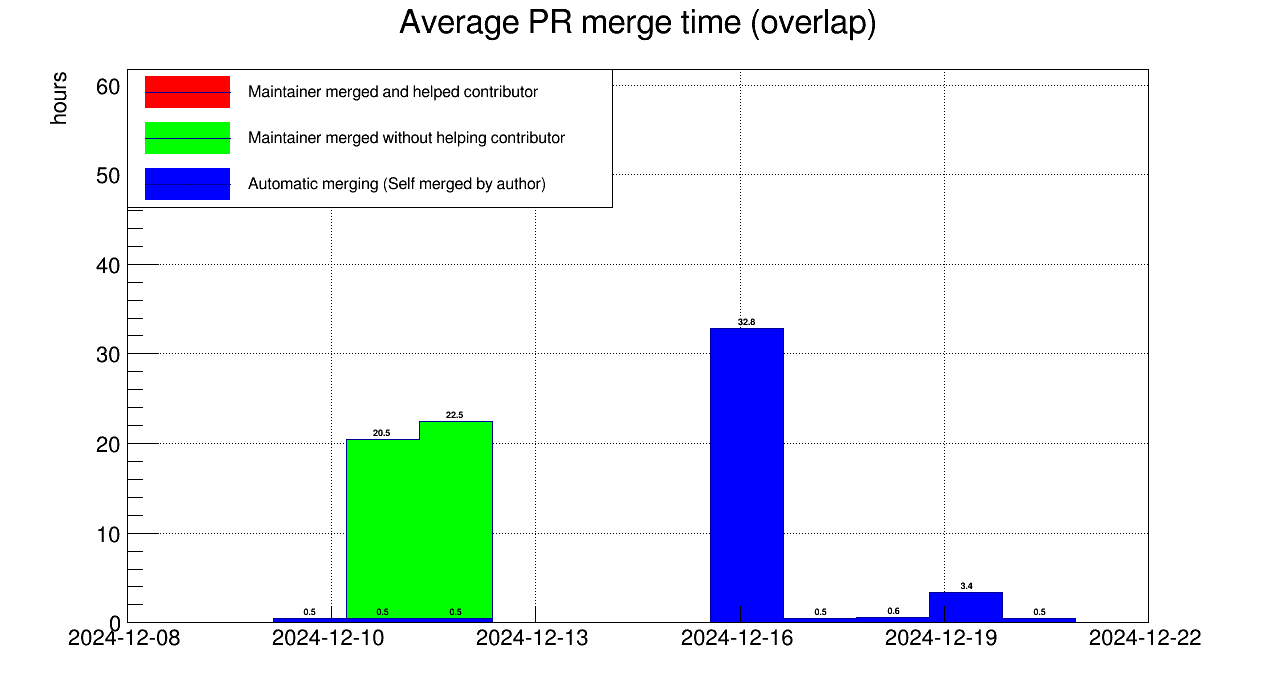 Average PR merge time (overlap)
hours
Maintainer merged and helped contributor
Maintainer merged without helping contributor
Automatic merging (Self merged by author)
60
50
40
30
20
10
0
32.8
22.5
20.5
3.4
0.5
0.5
0.5
0.5
0.6
0.5
2024-12-08 2024-12-10 2024-12-13 2024-12-16 2024-12-19 2024-12-22